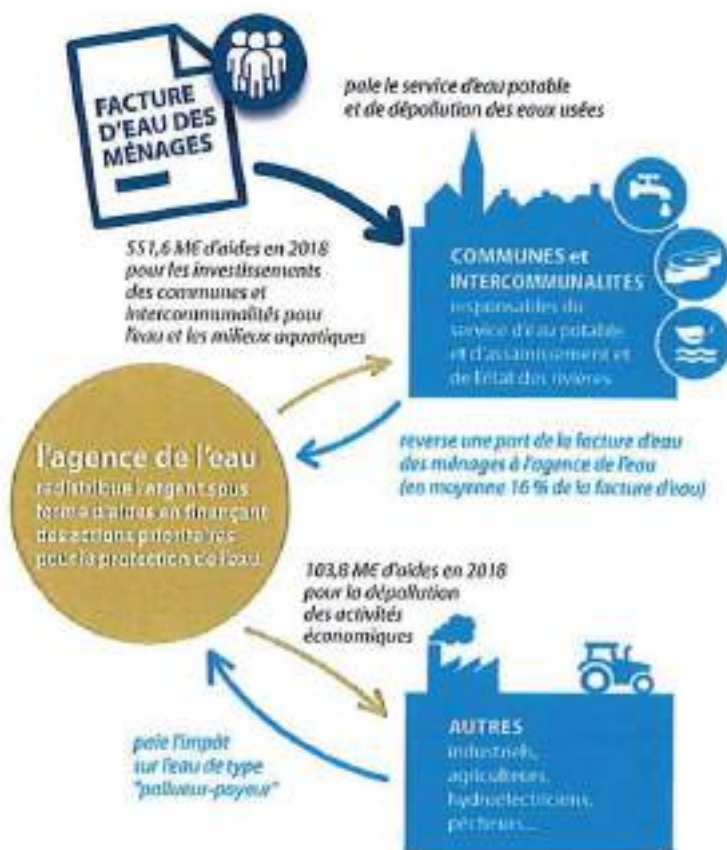 FACTURE
D'EAU DES
MÉNAGES
paie le service d'eau potable
et de dépollution des eaux usées
551,6 M€ d'aides en 2018
pour les investissements
des communes et
intercommunalités pour
l'eau et les milieux aquatiques
COMMUNES et
INTERCOMMUNALITÉS
responsables du
service d'eau potable
et d'assainissement et
de l'état des rivières
reverse une part de la facture d'eau
des ménages à l'agence de l'eau
(en moyenne 16 % de la facture d'eau)
l'agence de l'eau
redistribue l'argent sous
forme d'aides en finançant
des actions prioritaires
pour la protection de l'eau
103,8 M€ d'aides en 2018
pour la dépollution
des activités
économiques
paie l'impôt
sur l'eau de type
"pollueur-payeur"
AUTRES
industriels,
agriculteurs,
hydroélectriciens,
pêcheurs...